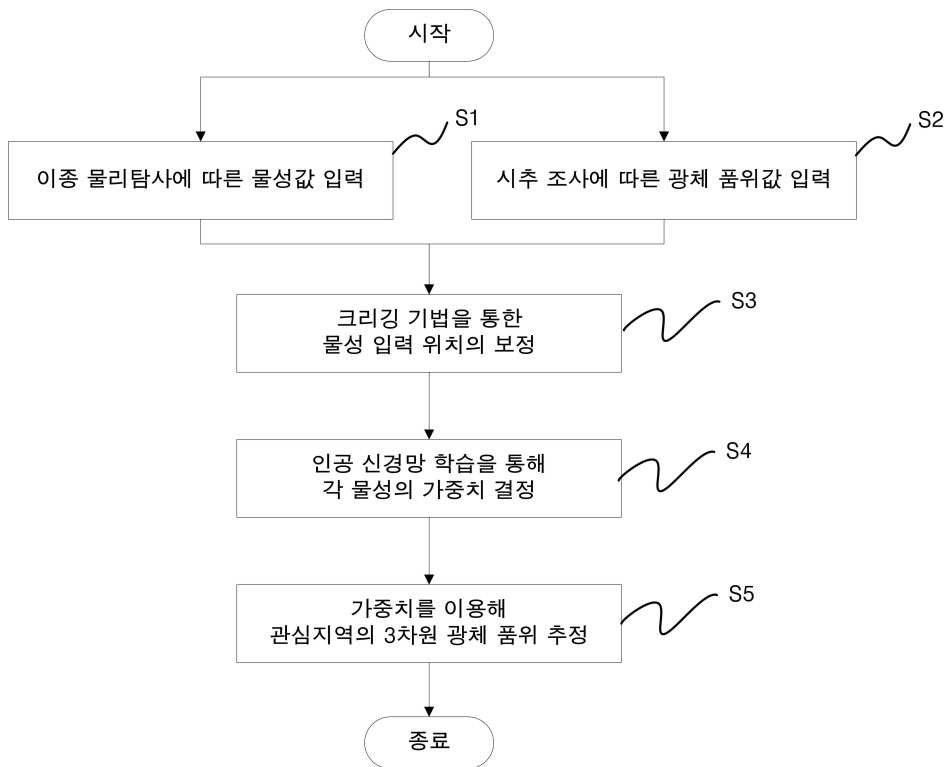 시작
S1
이종 물리탐사에 따른 물성값 입력
S2
시추 조사에 따른 광체 품위값 입력
S3
크리깅 기법을 통한
물성 입력 위치의 보정
S4
인공 신경망 학습을 통해
각 물성의 가중치 결정
S5
가중치를 이용해
관심지역의 3차원 광체 품위 추정
종료